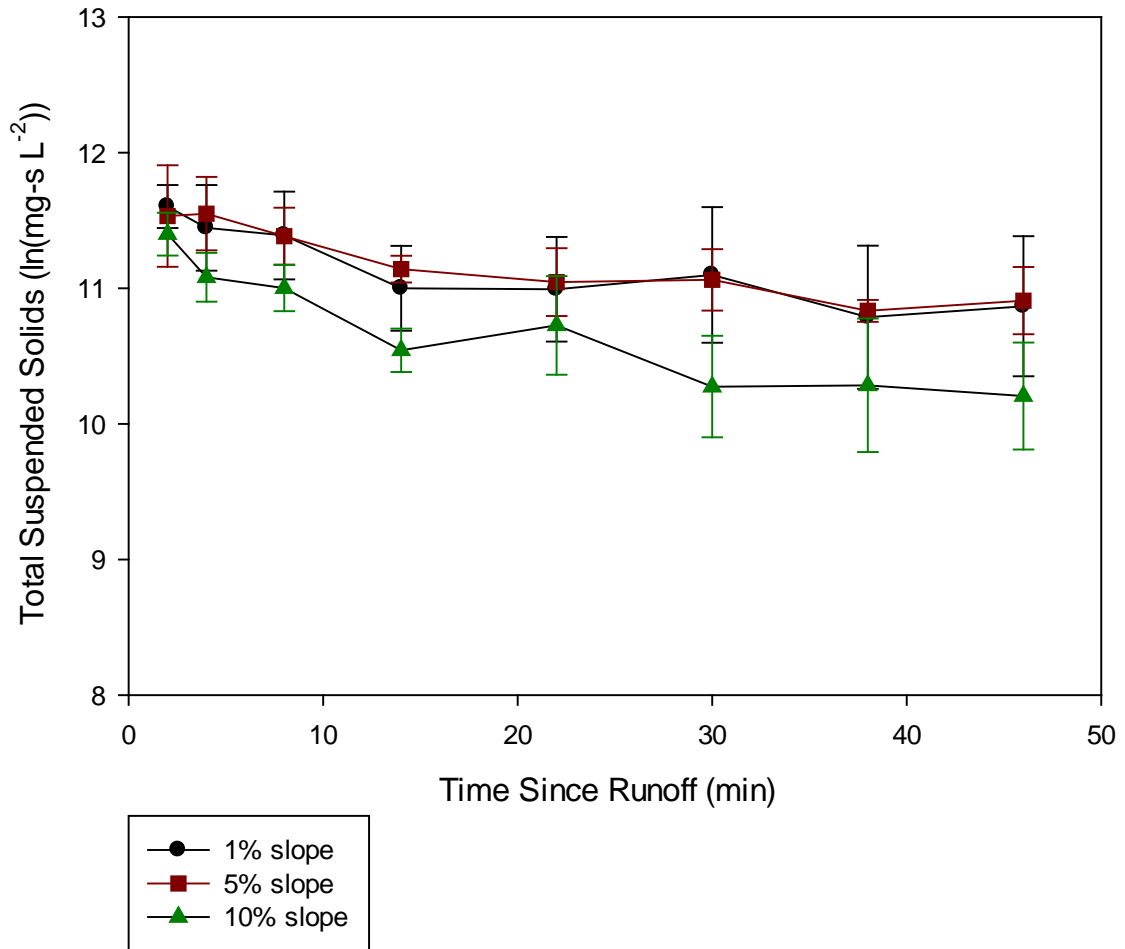 Total Suspended Solids (ln(mg-s L⁻²))
13
12
11
10
9
8
0 10 20 30 40 50
Time Since Runoff (min)
1% slope
5% slope
10% slope